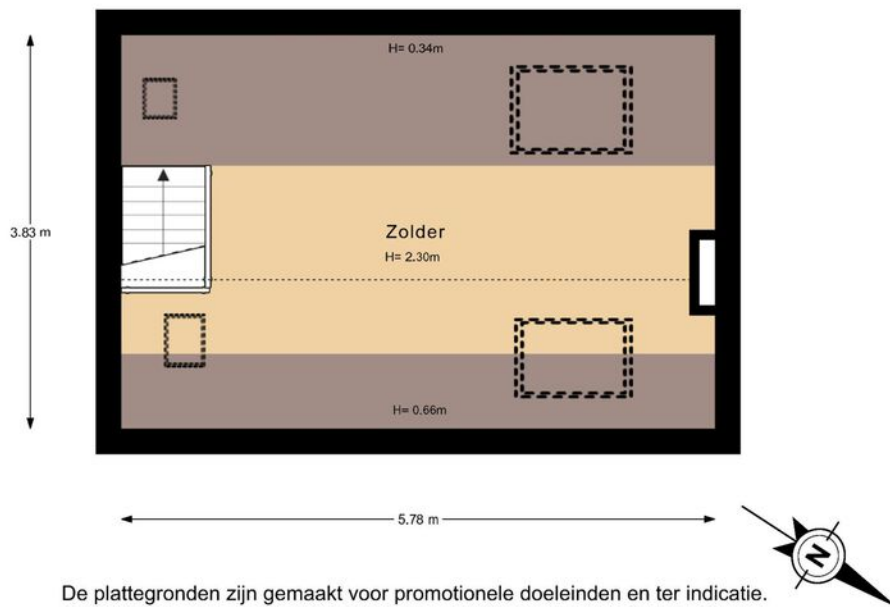 H= 0.34m
3.83 m
Zolder
H= 2.30m
H= 0.66m
5.78 m
N
De plattegronden zijn gemaakt voor promotionele doeleinden en ter indicatie.